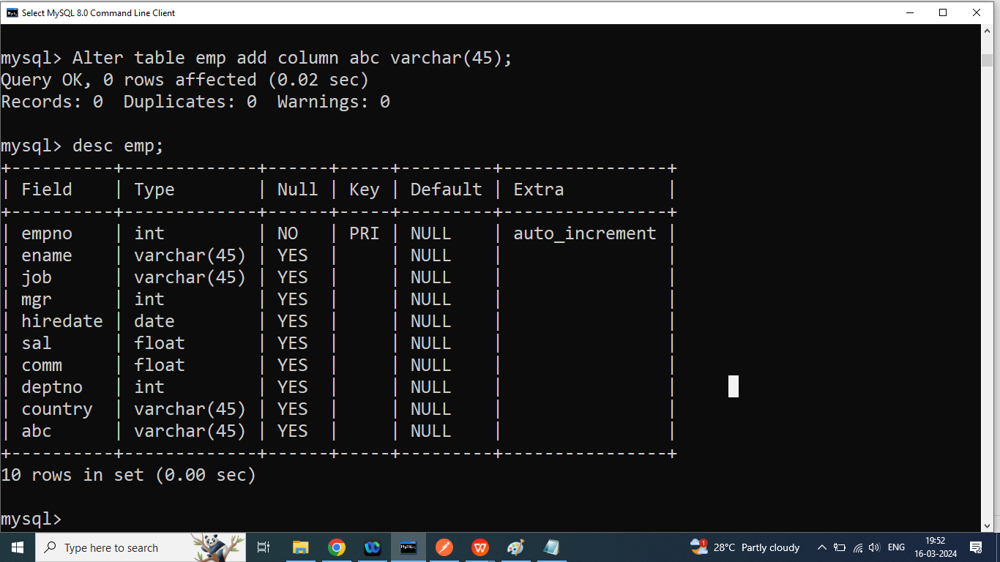 Select MySQL 8.0 Command Line Client
mysql> Alter table emp add column abc varchar(45);
Query OK, 0 rows affected (0.02 sec)
Records: 0  Duplicates: 0  Warnings: 0
mysql> desc emp;
+----------+-------------+------+-----+---------+----------------+
| Field    | Type        | Null | Key | Default | Extra          |
+----------+-------------+------+-----+---------+----------------+
| empno    | int         | NO   | PRI | NULL    | auto_increment |
| ename    | varchar(45) | YES  |     | NULL    |                |
| job      | varchar(45) | YES  |     | NULL    |                |
| mgr      | int         | YES  |     | NULL    |                |
| hiredate | date        | YES  |     | NULL    |                |
| sal      | float       | YES  |     | NULL    |                |
| comm     | float       | YES  |     | NULL    |                |
| deptno   | int         | YES  |     | NULL    |                |
| country  | varchar(45) | YES  |     | NULL    |                |
| abc      | varchar(45) | YES  |     | NULL    |                |
+----------+-------------+------+-----+---------+----------------+
10 rows in set (0.00 sec)
mysql>
Type here to search
MySQL
W
1
28°C Partly cloudy
ENG
19:52
16-03-2024